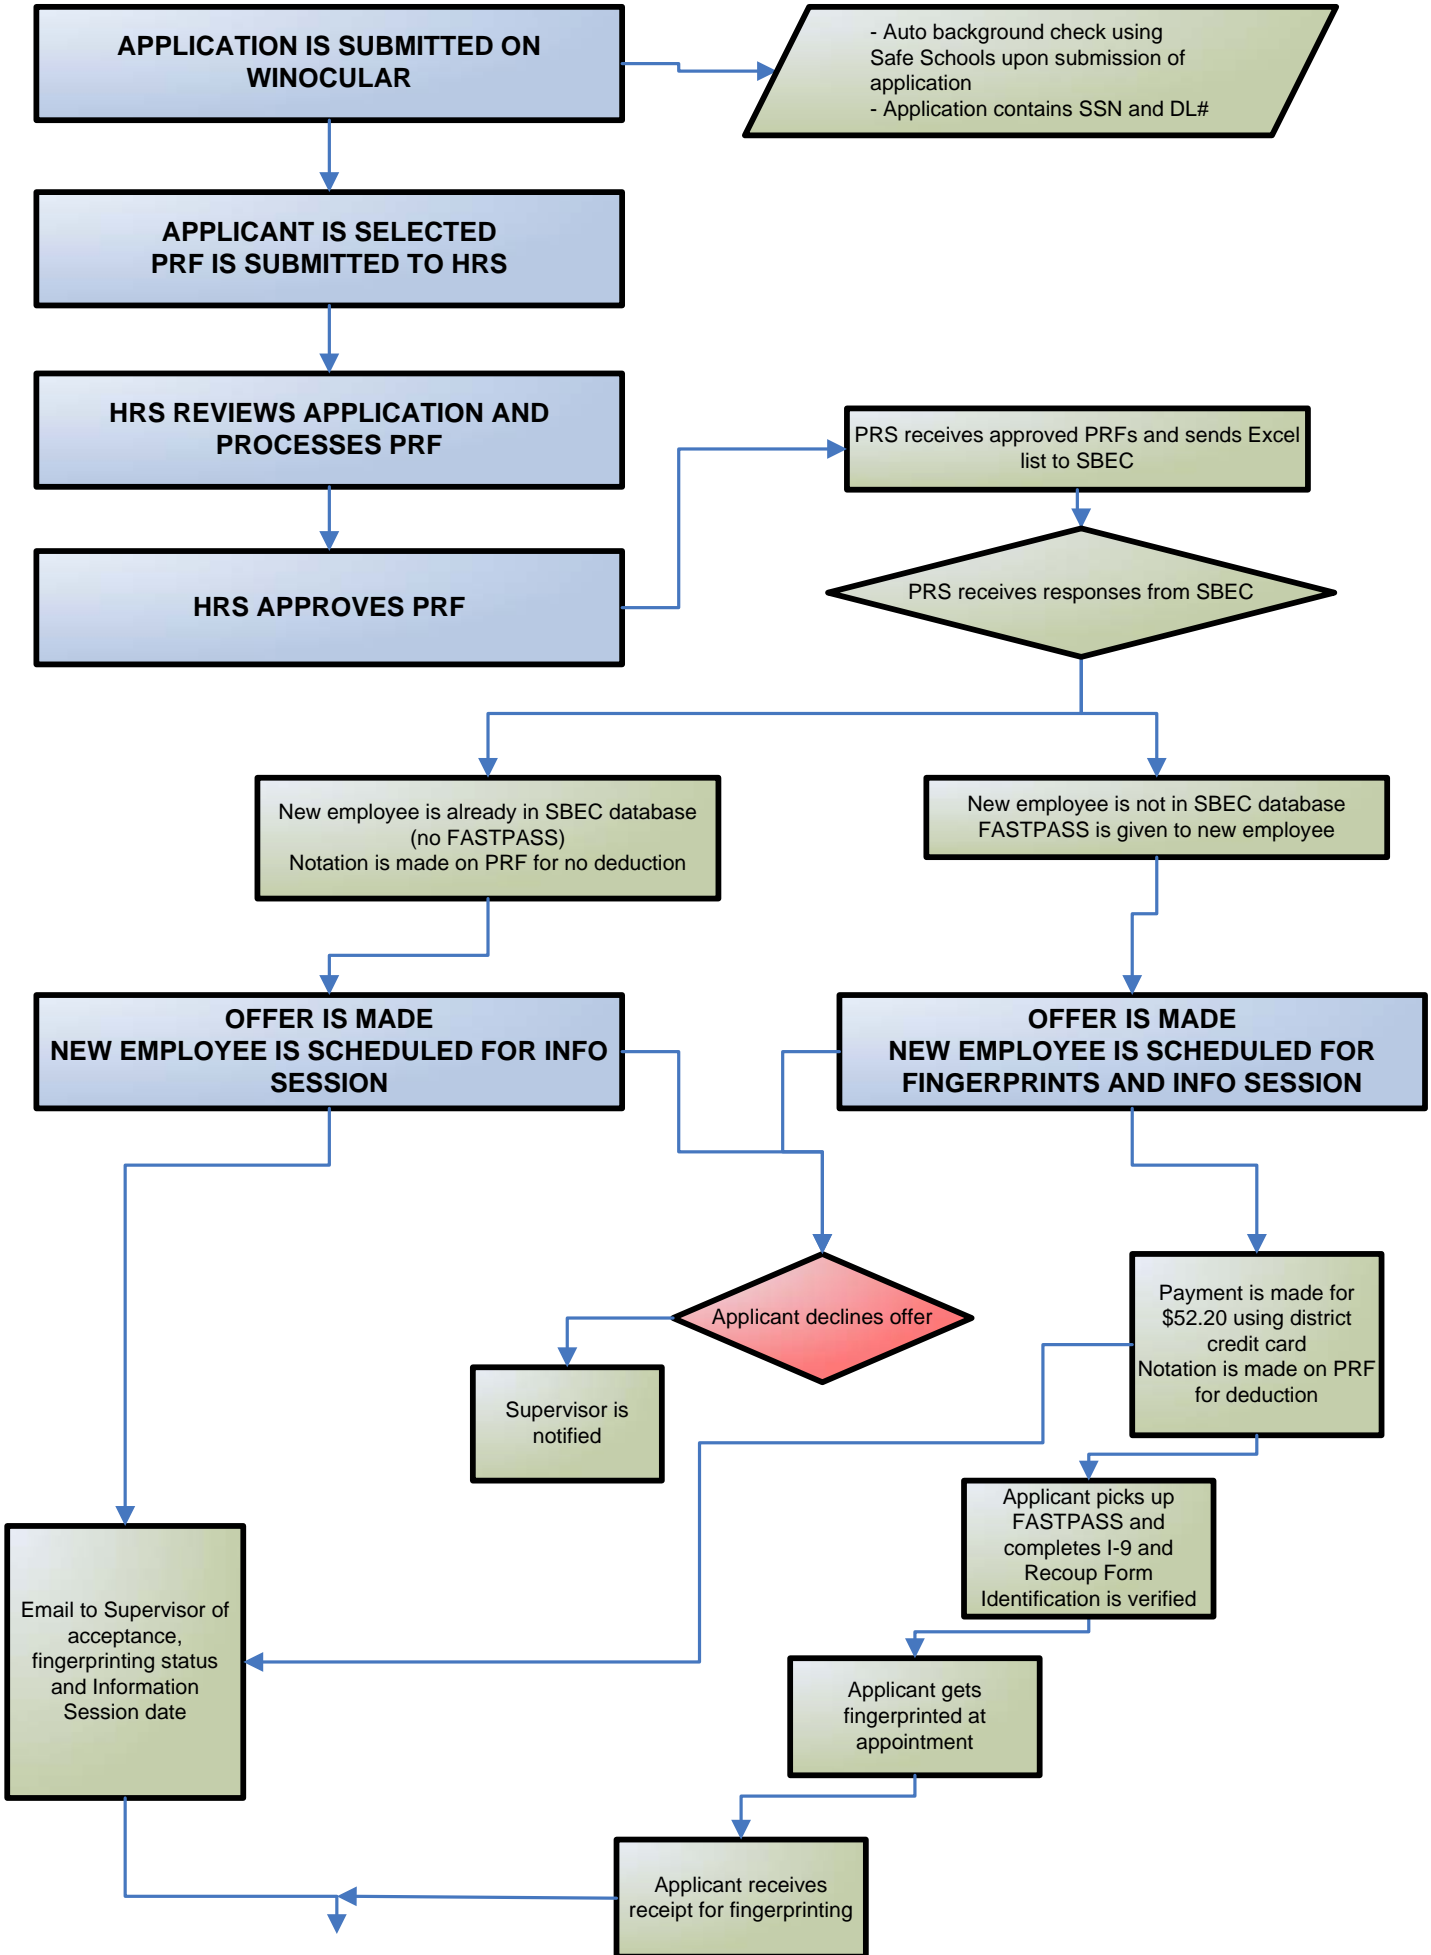 APPLICATION IS SUBMITTED ON
WINOCULAR
- Auto background check using
Safe Schools upon submission of
application
- Application contains SSN and DL#
APPLICANT IS SELECTED
PRF IS SUBMITTED TO HRS
HRS REVIEWS APPLICATION AND
PROCESSES PRF
PRS receives approved PRFs and sends Excel
list to SBEC
HRS APPROVES PRF
PRS receives responses from SBEC
New employee is already in SBEC database
(no FASTPASS)
Notation is made on PRF for no deduction
New employee is not in SBEC database
FASTPASS is given to new employee
OFFER IS MADE
NEW EMPLOYEE IS SCHEDULED FOR INFO
SESSION
OFFER IS MADE
NEW EMPLOYEE IS SCHEDULED FOR
FINGERPRINTS AND INFO SESSION
Applicant declines offer
Payment is made for
$52.20 using district
credit card
Notation is made on PRF
for deduction
Supervisor is
notified
Applicant picks up
FASTPASS and
completes I-9 and
Recoup Form
Identification is verified
Email to Supervisor of
acceptance,
fingerprinting status
and Information
Session date
Applicant gets
fingerprinted at
appointment
Applicant receives
receipt for fingerprinting